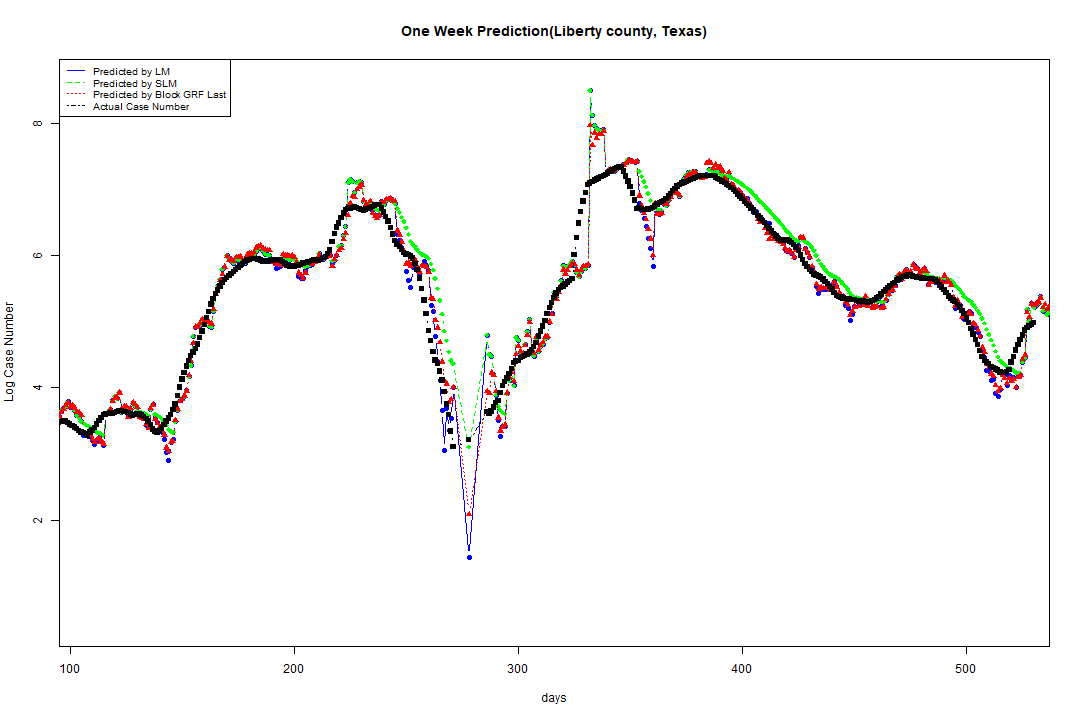 One Week Prediction(Liberty county, Texas)
Predicted by LM
Predicted by SLM
Predicted by Block GRF Last
Actual Case Number
8
6
4
2
Log Case Number
100 200 300 400 500
days